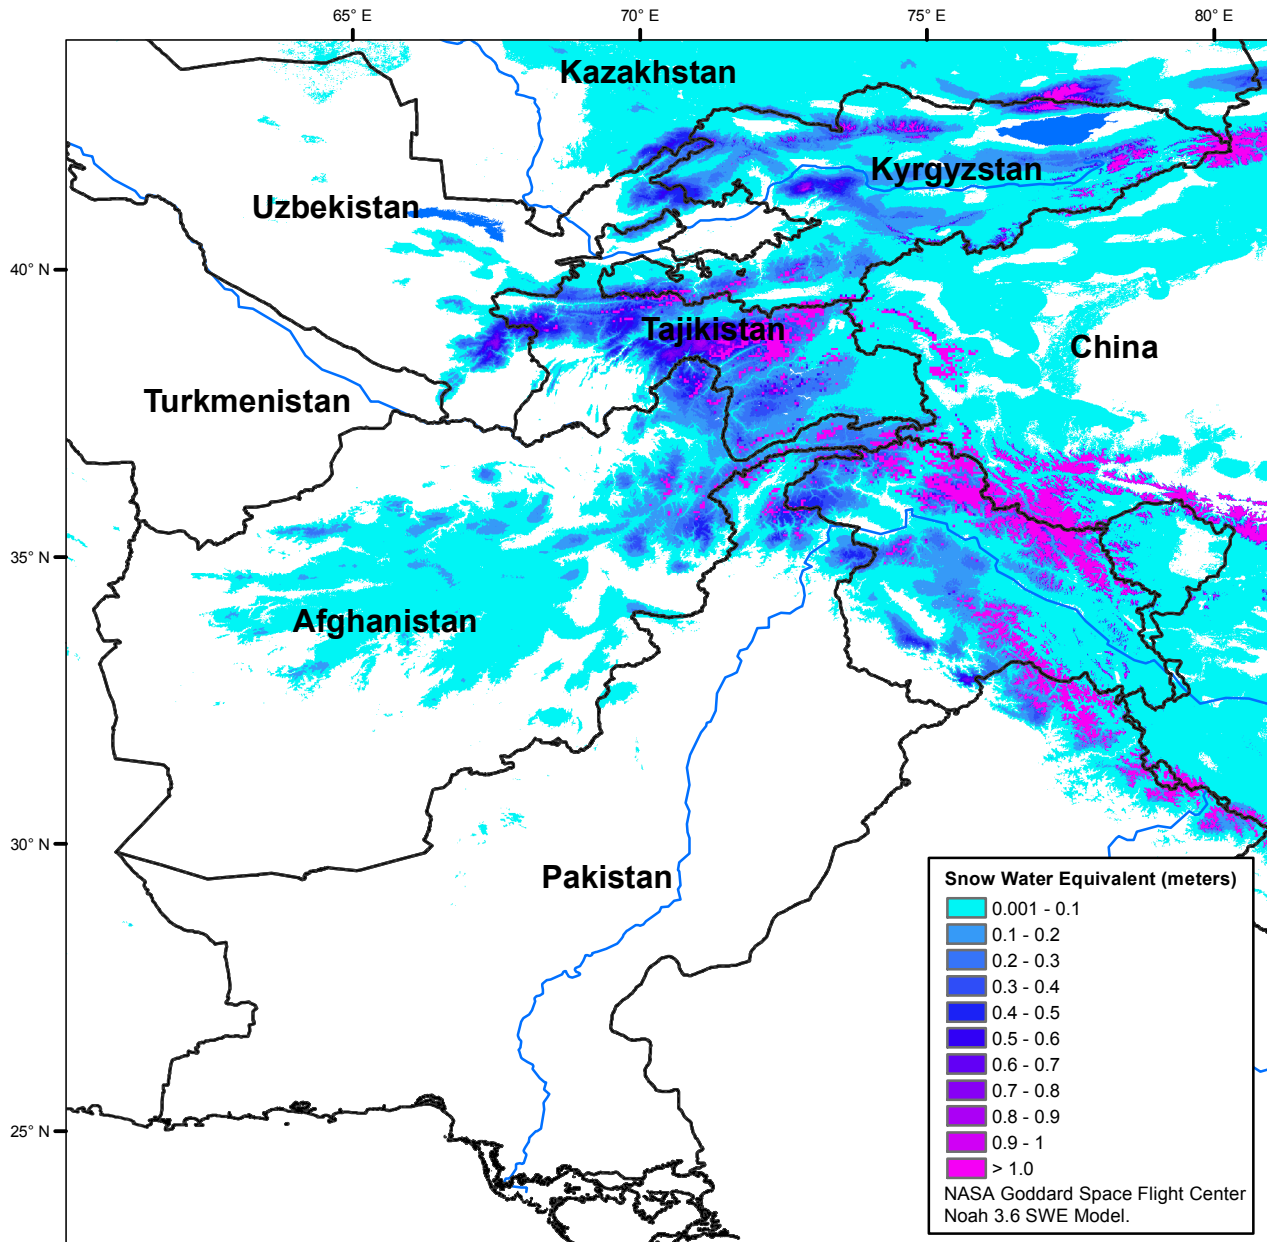 65° E
70° E
75° E
80° E
Kazakhstan
Kyrgyzstan
Uzbekistan
40° N
Tajikistan
China
Turkmenistan
35° N
Afghanistan
30° N
Pakistan
25° N
Snow Water Equivalent (meters)
0.001 - 0.1
0.1 - 0.2
0.2 - 0.3
0.3 - 0.4
0.4 - 0.5
0.5 - 0.6
0.6 - 0.7
0.7 - 0.8
0.8 - 0.9
0.9 - 1
> 1.0
NASA Goddard Space Flight Center
Noah 3.6 SWE Model.